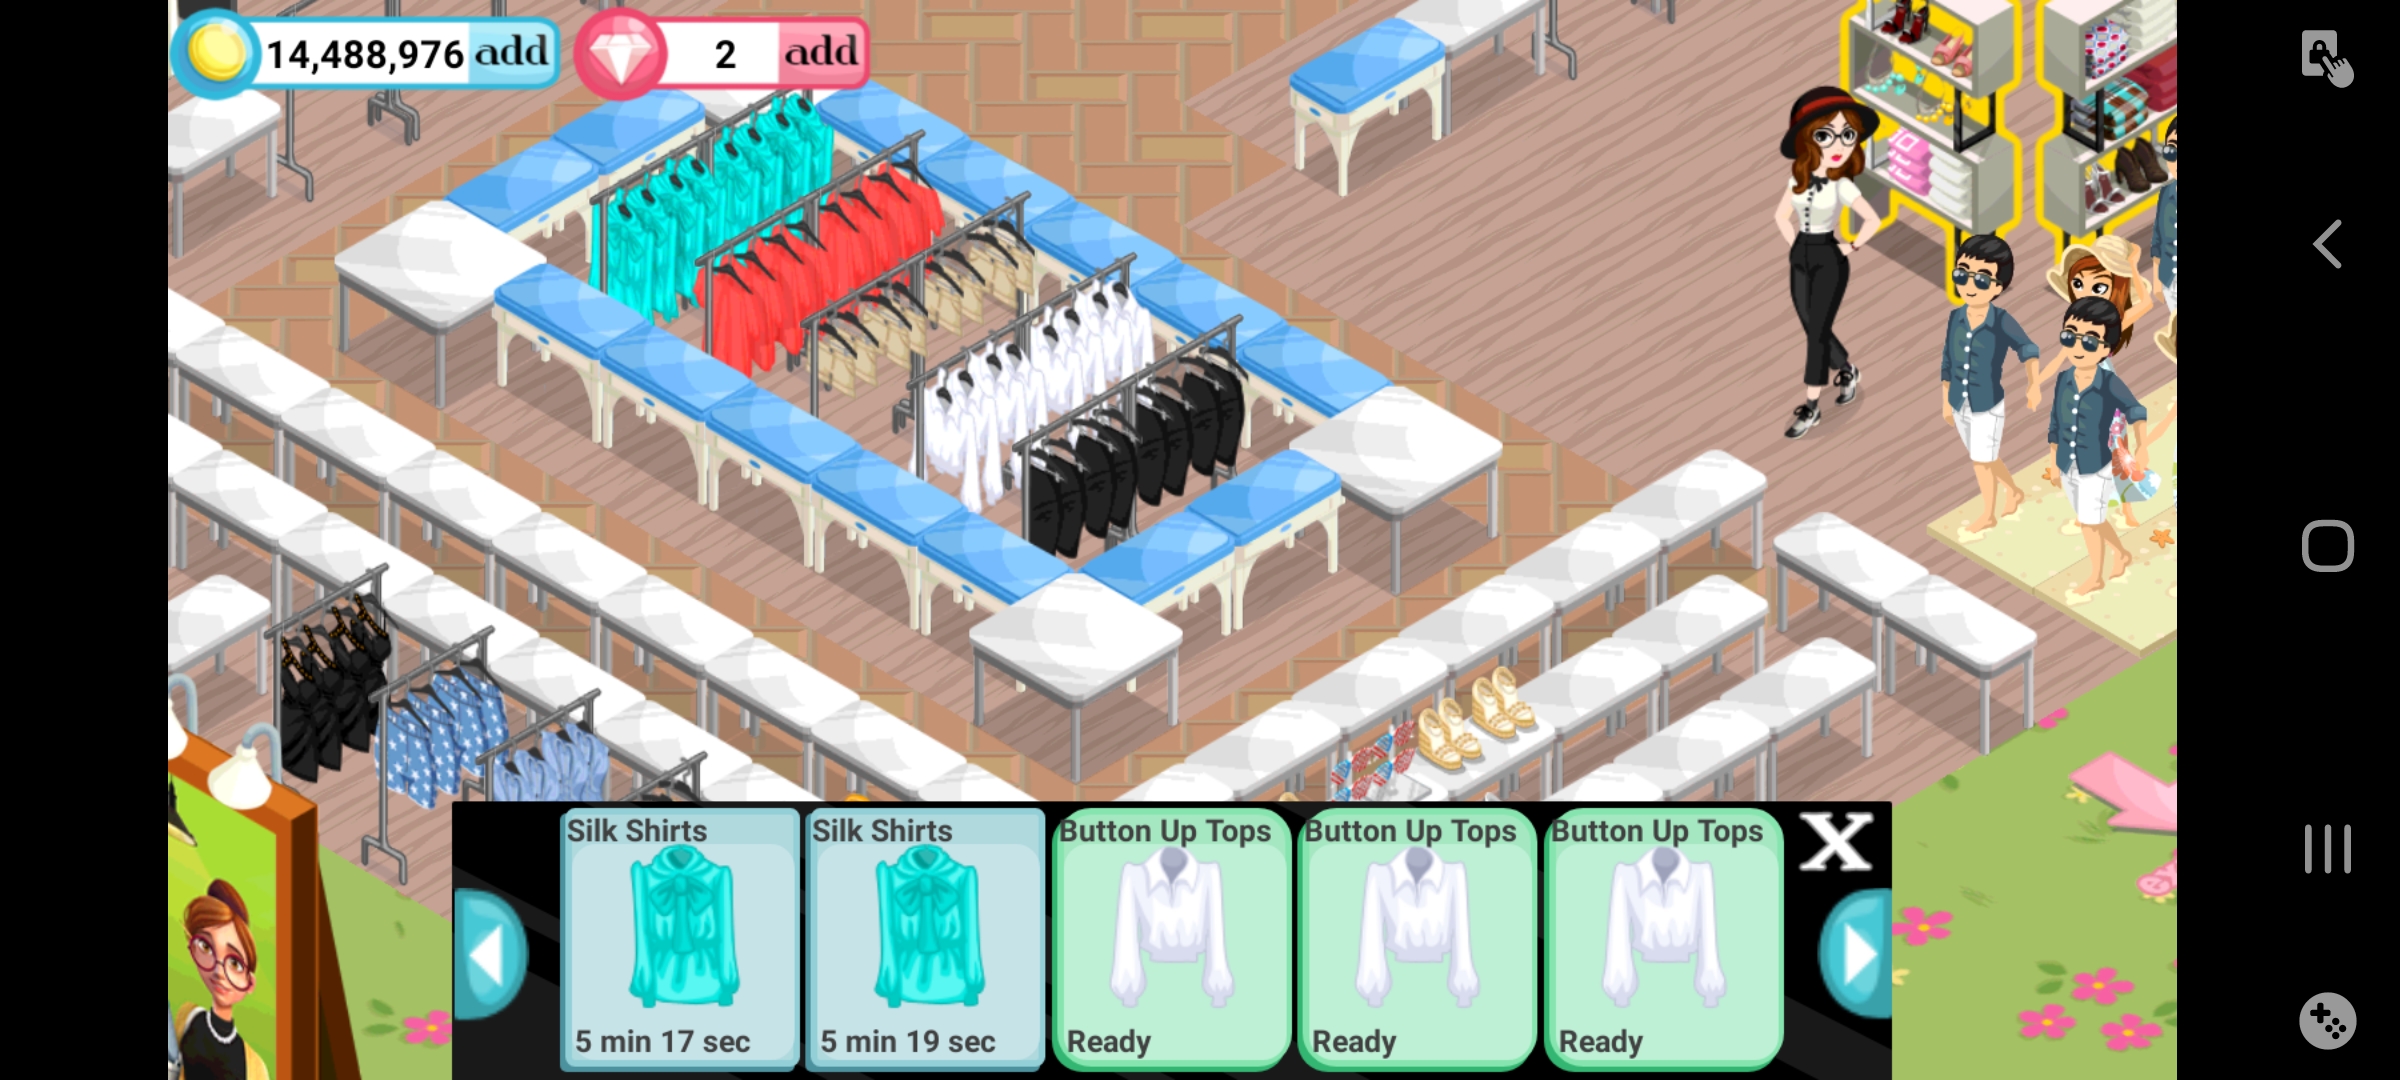 14,488,976 add
2 add
Silk Shirts
5 min 17 sec
Silk Shirts
5 min 19 sec
Button Up Tops
Ready
Button Up Tops
Ready
Button Up Tops
Ready
X